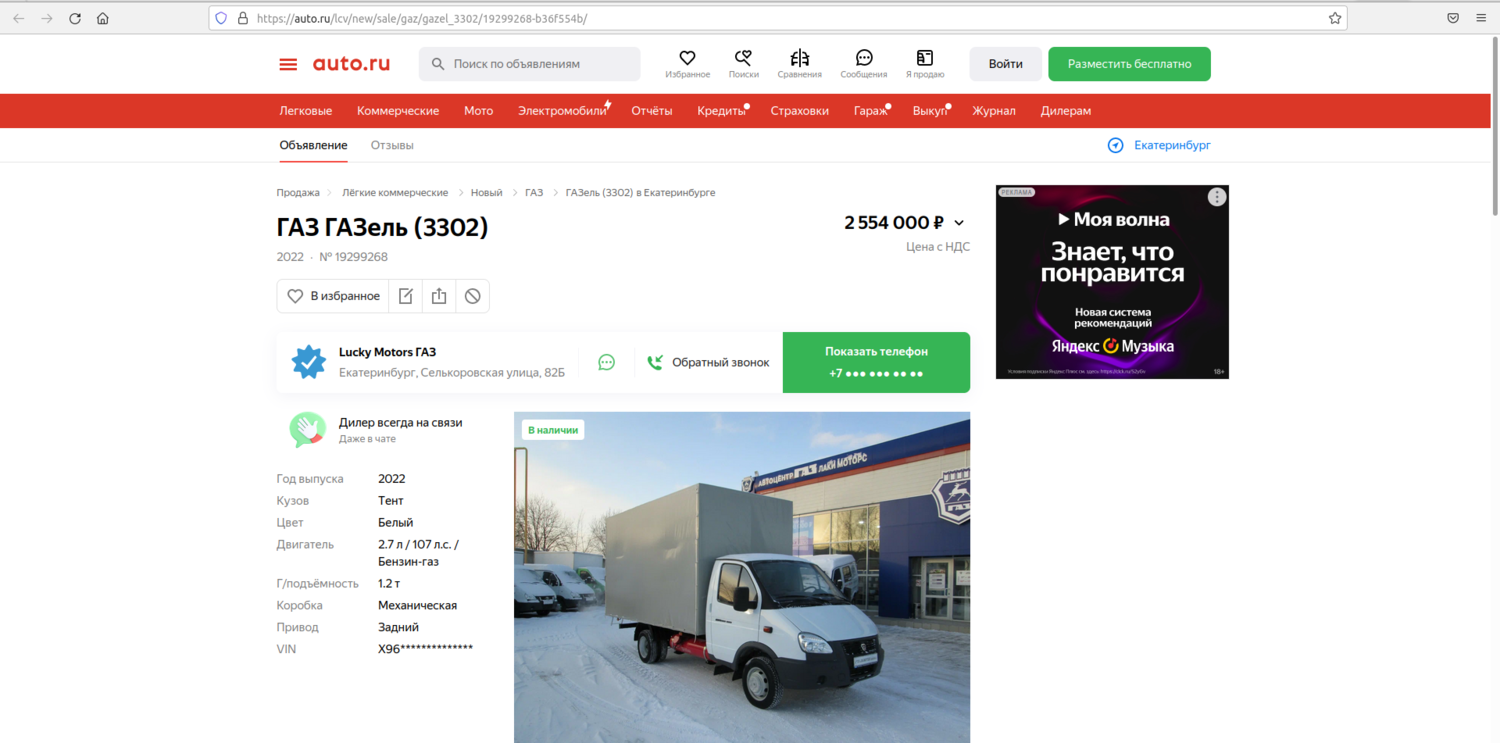 https://auto.ru/lcv/new/sale/gaz/gazel_3302/19299268-b36f554b/
auto.ru
Поиск по объявлениям
Избранное
Поиски
Сравнения
Сообщения
Я продаю
Войти
Разместить бесплатно
Легковые
Коммерческие
Мото
Электромобили
Отчёты
Кредиты
Страховки
Гараж
Выкуп
Журнал
Дилерам
Объявление
Отзывы
Екатеринбург
Продажа
Лёгкие коммерческие
Новый
ГАЗ
ГАЗель (3302) в Екатеринбурге
ГАЗ ГАЗель (3302)
2 554 000 ₽
Цена с НДС
2022 · № 19299268
В избранное
Lucky Motors ГАЗ
Екатеринбург, Селькоровская улица, 82Б
Обратный звонок
Показать телефон
+7 ●●● ●●● ●● ●●
Дилер всегда на связи
Даже в чате
Год выпуска 2022
Кузов Тент
Цвет Белый
Двигатель 2.7 л / 107 л.с. /
Бензин-газ
Г/подъёмность 1.2 т
Коробка Механическая
Привод Задний
VIN X96**************
В наличии
АВТОЦЕНТР ГАЗ ЛАКИ МОТОРС
РЕКЛАМА
Моя волна
Знает, что
понравится
Новая система
рекомендаций
Яндекс Музыка
18+